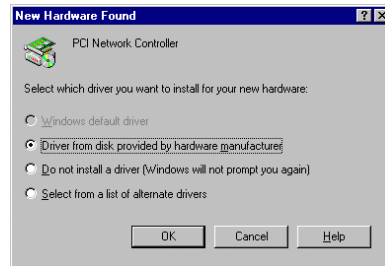 New Hardware Found
PCI Network Controller
Select which driver you want to install for your new hardware:
Windows default driver
Driver from disk provided by hardware manufacturer
Do not install a driver (Windows will not prompt you again)
Select from a list of alternate drivers
OK Cancel Help